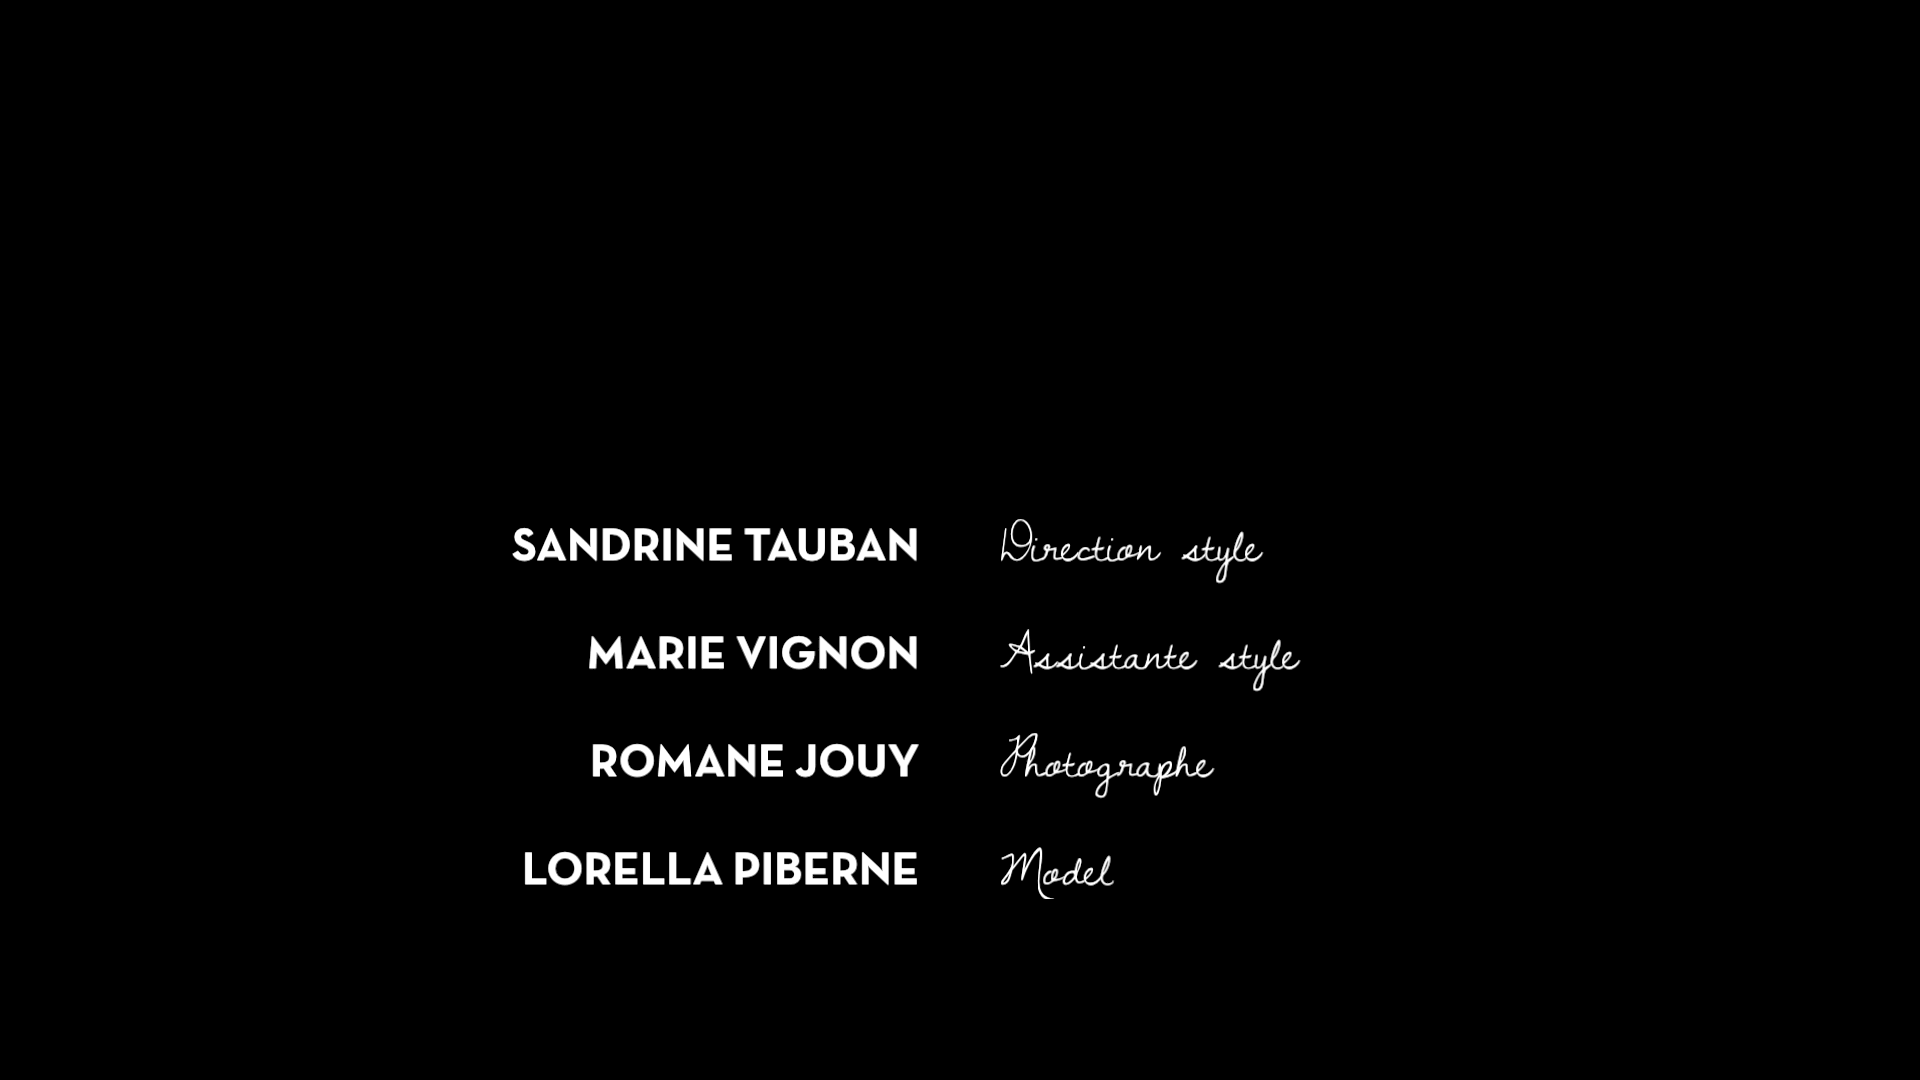 SANDRINE TAUBAN Direction style
MARIE VIGNON Assistante style
ROMANE JOUY Photographe
LORELLA PIBERNE Model